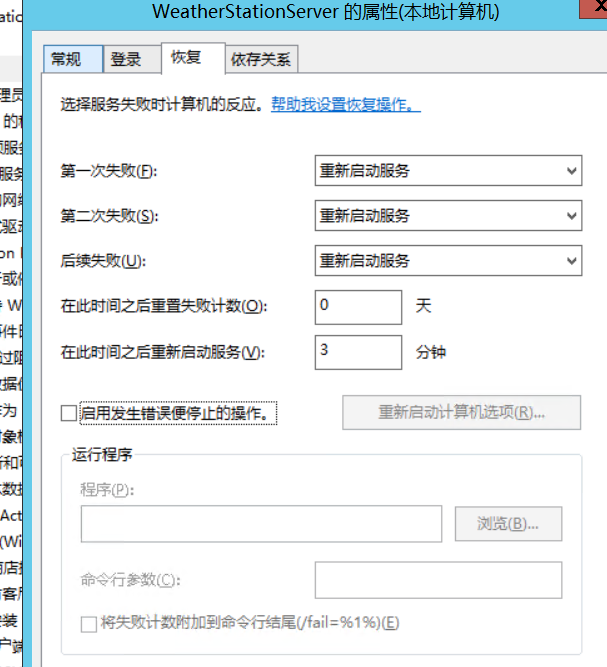 WeatherStationServer 的属性(本地计算机)
常规
登录
恢复
依存关系
选择服务失败时计算机的反应。帮助我设置恢复操作。
第一次失败(F): 重新启动服务
第二次失败(S): 重新启动服务
后续失败(U): 重新启动服务
在此时间之后重置失败计数(O): 0 天
在此时间之后重新启动服务(V): 3 分钟
启用发生错误便停止的操作。 重新启动计算机选项(R)...
运行程序
程序(P):
浏览(B)...
命令行参数(C):
将失败计数附加到命令行结尾(/fail=%1%)(E)